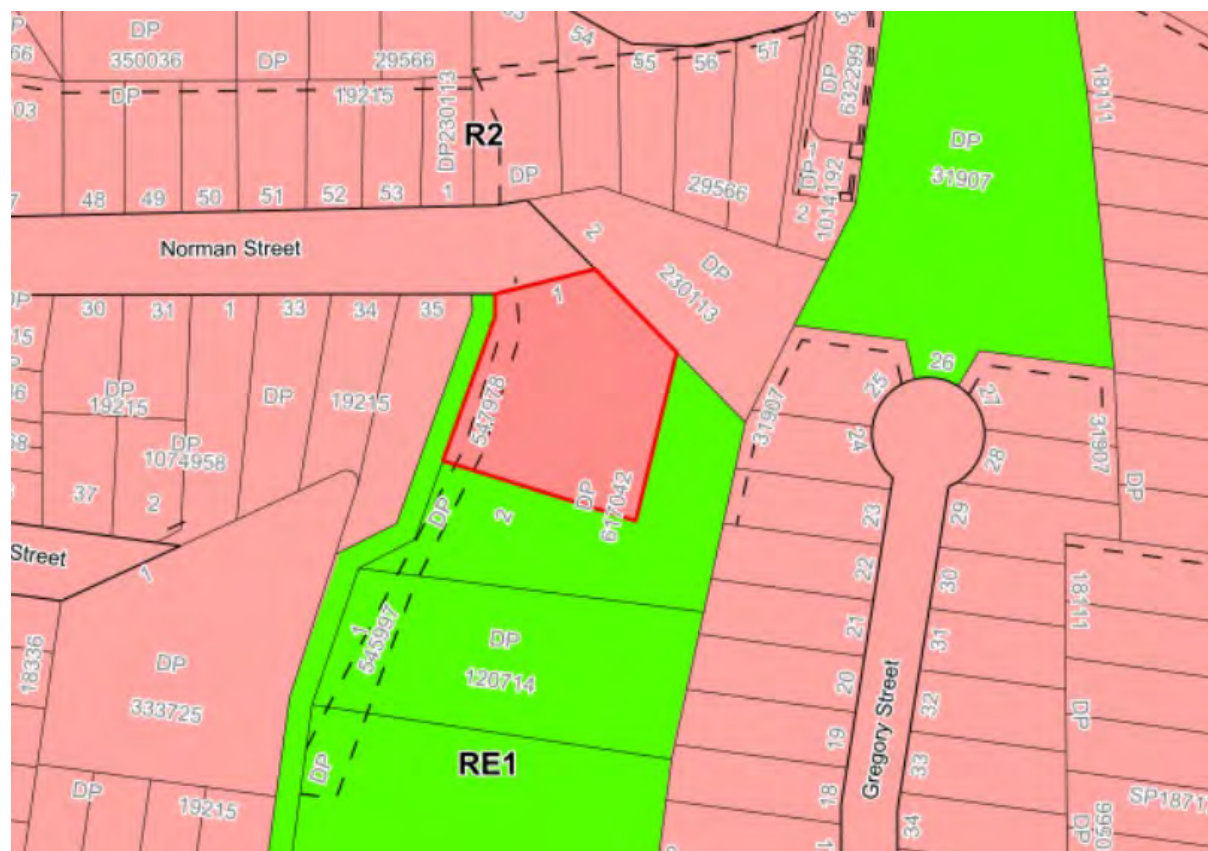 DP
350036
DP
29566
54
55
56
57
DP
632299
18111
DP
19215
DP230113
R2
DP
DP
31907
DP
1
1014192
2
29566
48
49
50
51
52
53
1
Norman Street
2
DP
230113
30
31
1
33
34
35
1
DP
19215
DP
19215
DP
1074958
37
2
547978
DP
2
DP
617042
31907
25
26
27
24
28
31907
DP
23
29
22
30
21
31
20
32
19
33
18
34
Gregory Street
18111
DP
Street
1
18336
DP
333725
1
545997
DP
120714
DP
RE1
DP
19215
DP